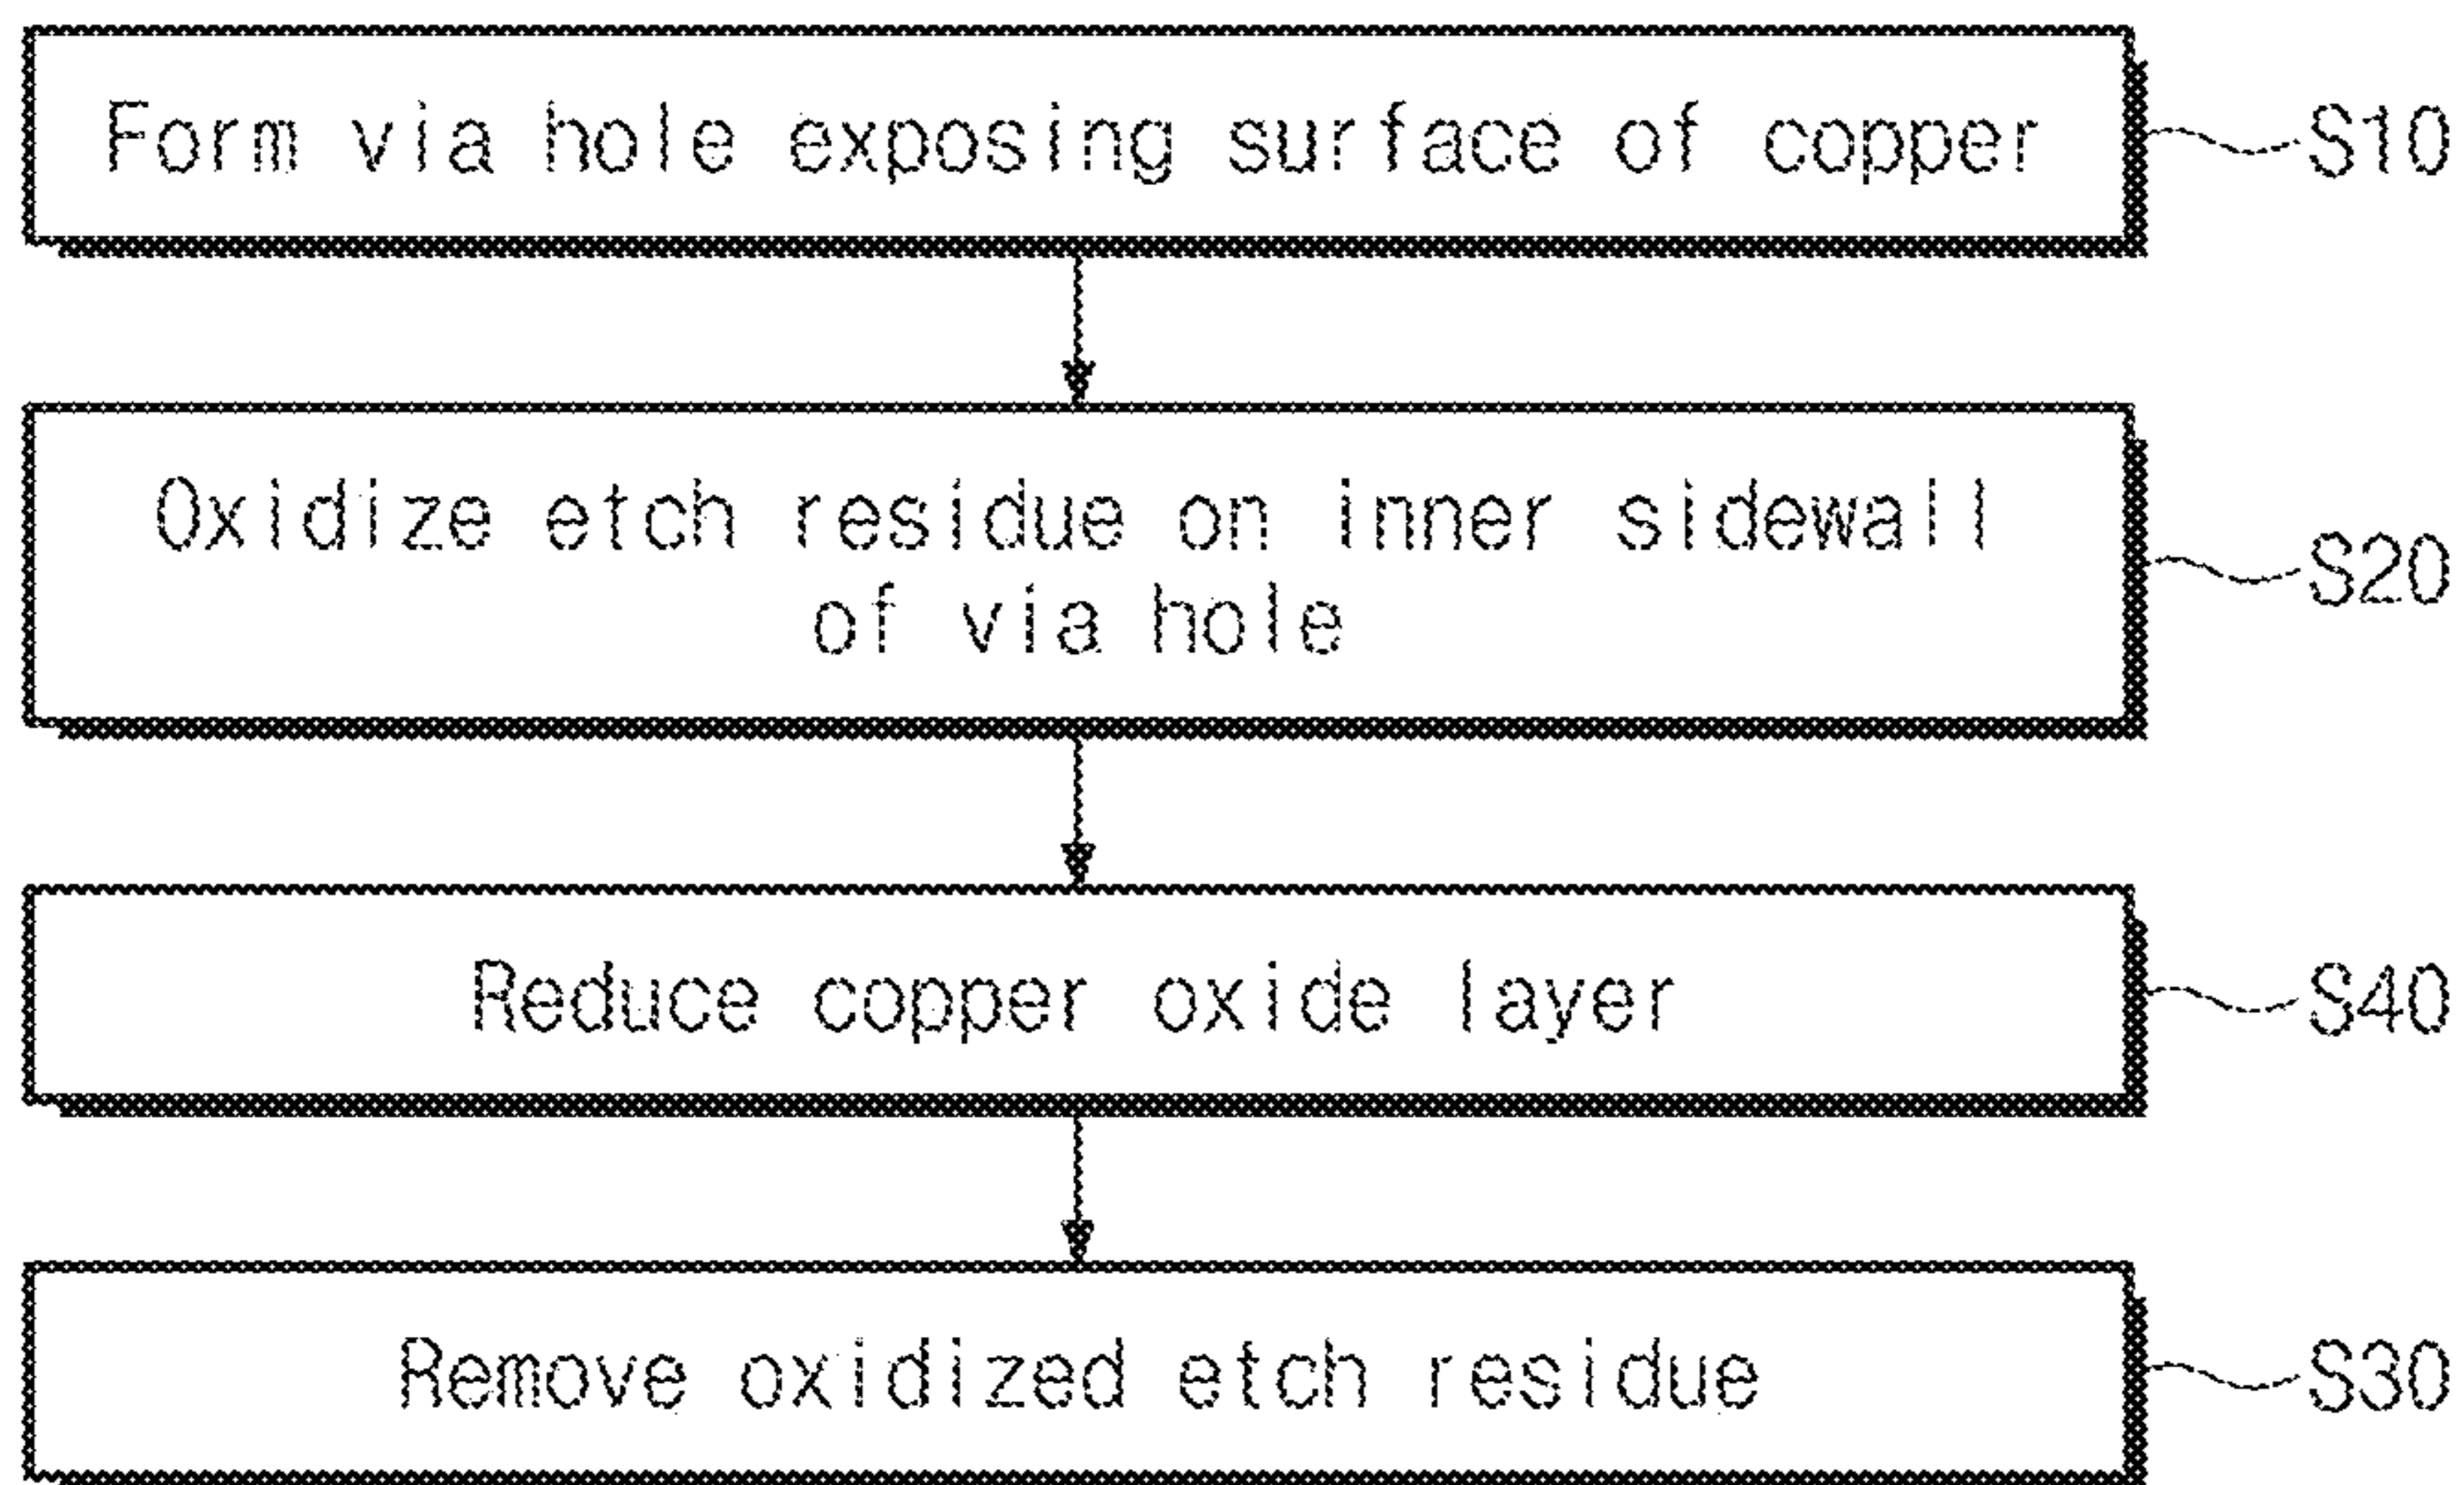 Form via hole exposing surface of copper
S10
Oxidize etch residue on inner sidewall
of via hole
S20
Reduce copper oxide layer
S40
Remove oxidized etch residue
S30